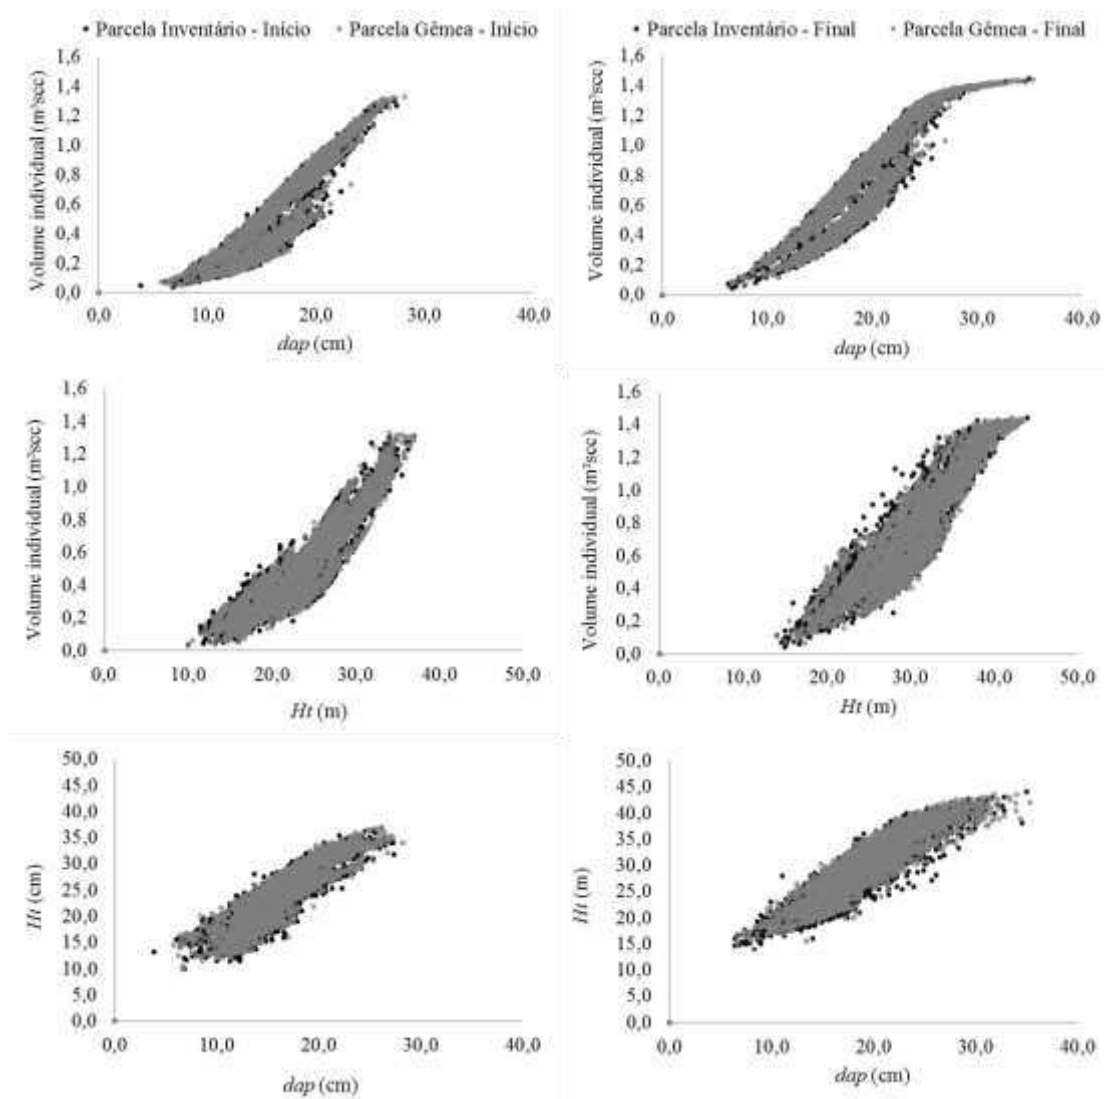 • Parcela Inventário - Início • Parcela Gêmea - Início
• Parcela Inventário - Final • Parcela Gêmea - Final
Volume individual (m³scc)
1,6
1,4
1,2
1,0
0,8
0,6
0,4
0,2
0,0
0,0 10,0 20,0 30,0 40,0
dap (cm)
Volume individual (m³scc)
1,6
1,4
1,2
1,0
0,8
0,6
0,4
0,2
0,0
0,0 10,0 20,0 30,0 40,0
dap (cm)
Volume individual (m³scc)
1,6
1,4
1,2
1,0
0,8
0,6
0,4
0,2
0,0
0,0 10,0 20,0 30,0 40,0 50,0
Ht (m)
Volume individual (m³scc)
1,6
1,4
1,2
1,0
0,8
0,6
0,4
0,2
0,0
0,0 10,0 20,0 30,0 40,0 50,0
Ht (m)
Ht (cm)
50,0
45,0
40,0
35,0
30,0
25,0
20,0
15,0
10,0
5,0
0,0
0,0 10,0 20,0 30,0 40,0
dap (cm)
Ht (m)
50,0
45,0
40,0
35,0
30,0
25,0
20,0
15,0
10,0
5,0
0,0
0,0 10,0 20,0 30,0 40,0
dap (cm)